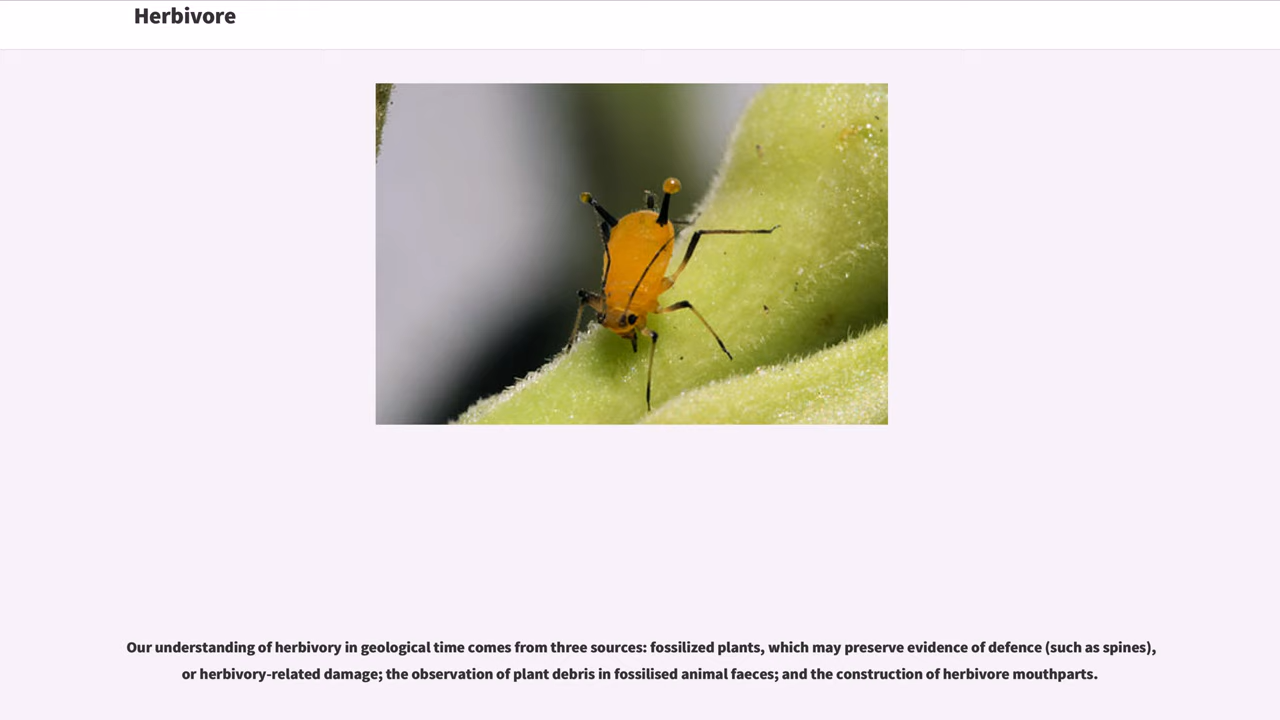 Herbivore
Our understanding of herbivory in geological time comes from three sources: fossilized plants, which may preserve evidence of defence (such as spines),
or herbivory-related damage; the observation of plant debris in fossilised animal faeces; and the construction of herbivore mouthparts.